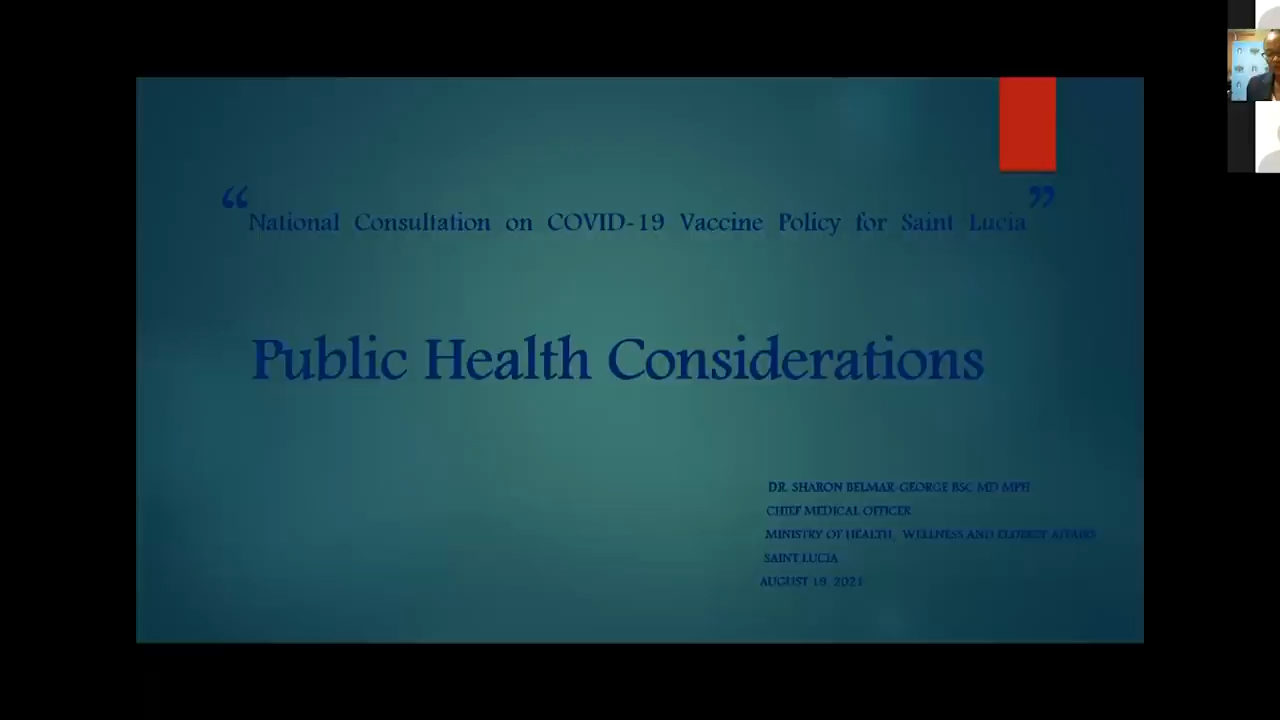 “National Consultation on COVID-19 Vaccine Policy for Saint Lucia”
Public Health Considerations
DR. SHARON BELMAR-GEORGE BSC MD MPH
CHIEF MEDICAL OFFICER
MINISTRY OF HEALTH, WELLNESS AND ELDERLY AFFAIRS
SAINT LUCIA
AUGUST 19, 2021